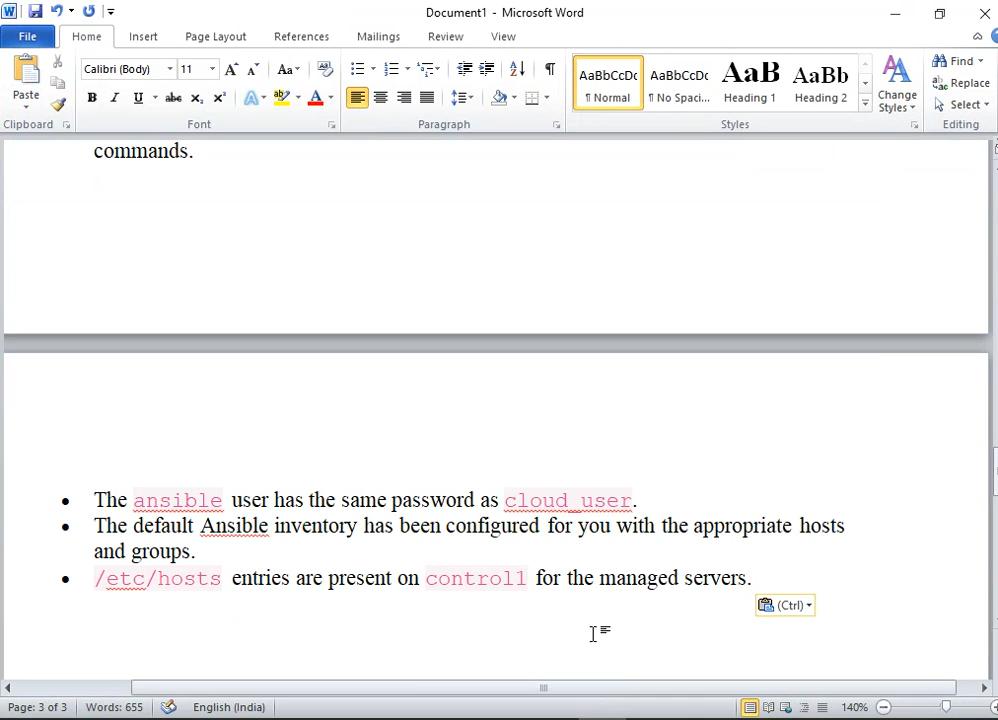 Document1 - Microsoft Word
File Home Insert Page Layout References Mailings Review View
Paste
Calibri (Body) 11
AaBbCcDc AaBbCcDc AaBb AaBb
¶ Normal ¶ No Spaci... Heading 1 Heading 2
Change
Styles
Find
Replace
Select
Clipboard Font Paragraph Styles Editing
commands.
• The ansible user has the same password as cloud_user.
• The default Ansible inventory has been configured for you with the appropriate hosts
and groups.
• /etc/hosts entries are present on control1 for the managed servers.
(Ctrl)
Page: 3 of 3 Words: 655 English (India) 140%